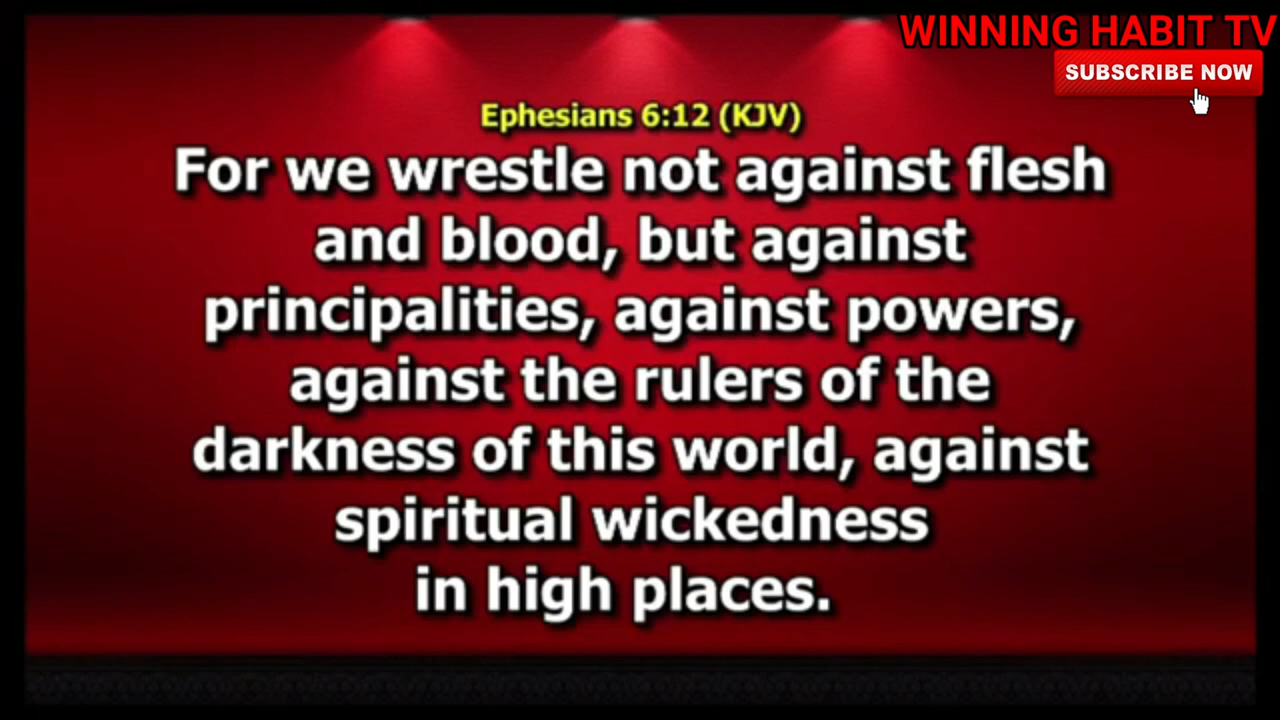 WINNING HABIT TV
SUBSCRIBE NOW
Ephesians 6:12 (KJV)
For we wrestle not against flesh
and blood, but against
principalities, against powers,
against the rulers of the
darkness of this world, against
spiritual wickedness
in high places.